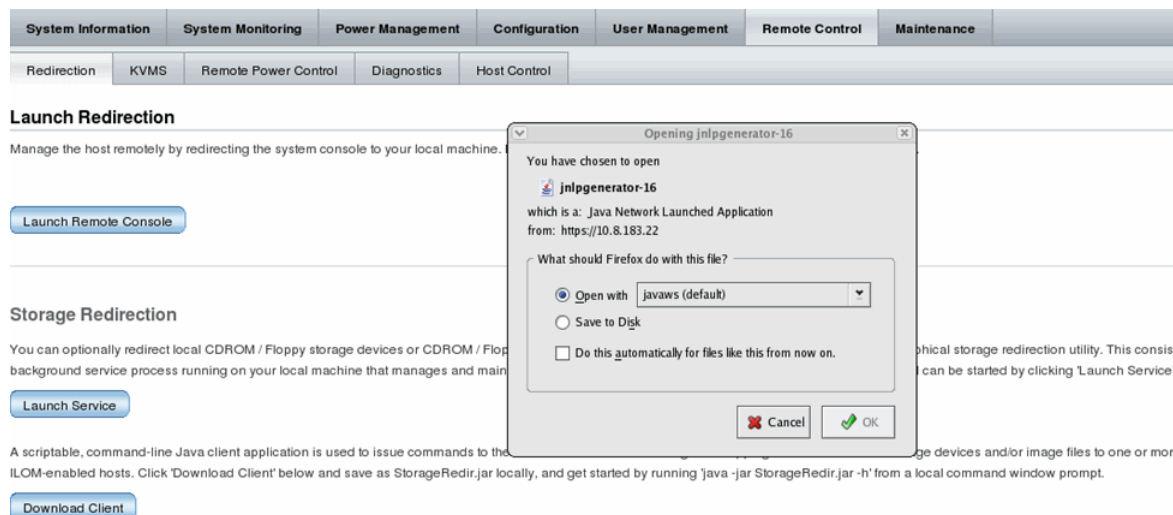 System Information System Monitoring Power Management Configuration User Management Remote Control Maintenance
Redirection KVMS Remote Power Control Diagnostics Host Control
Launch Redirection
Manage the host remotely by redirecting the system console to your local machine.
Launch Remote Console
Storage Redirection
You can optionally redirect local CDROM / Floppy storage devices or CDROM / Flop
phical storage redirection utility. This consis
background service process running on your local machine that manages and main
can be started by clicking 'Launch Service'
Launch Service
A scriptable, command-line Java client application is used to issue commands to the
ge devices and/or image files to one or mor
ILOM-enabled hosts. Click 'Download Client' below and save as StorageRedir.jar locally, and get started by running 'java -jar StorageRedir.jar -h' from a local command window prompt.
Download Client
Opening jnlpgenerator-16
You have chosen to open
jnlpgenerator-16
which is a: Java Network Launched Application
from: https://10.8.183.22
What should Firefox do with this file?
Open with javaws (default)
Save to Disk
Do this automatically for files like this from now on.
Cancel OK